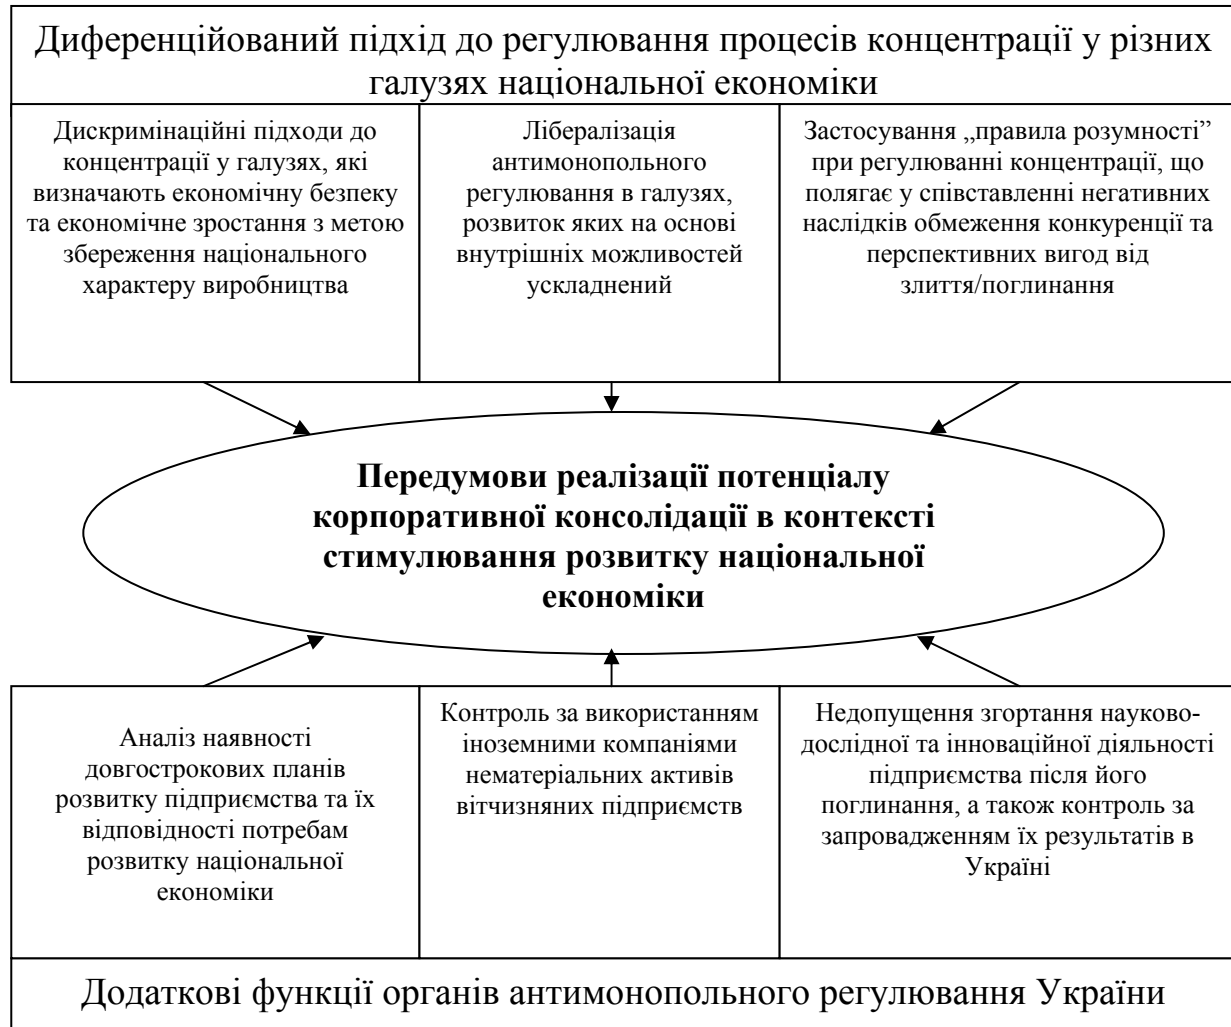 Диференційований підхід до регулювання процесів концентрації у різних
галузях національної економіки
Дискримінаційні підходи до
концентрації у галузях, які
визначають економічну безпеку
та економічне зростання з метою
збереження національного
характеру виробництва
Лібералізація
антимонопольного
регулювання в галузях,
розвиток яких на основі
внутрішніх можливостей
ускладнений
Застосування „правила розумності”
при регулюванні концентрації, що
полягає у співставленні негативних
наслідків обмеження конкуренції та
перспективних вигод від
злиття/поглинання
Передумови реалізації потенціалу
корпоративної консолідації в контексті
стимулювання розвитку національної
економіки
Аналіз наявності
довгострокових планів
розвитку підприємства та їх
відповідності потребам
розвитку національної
економіки
Контроль за використанням
іноземними компаніями
нематеріальних активів
вітчизняних підприємств
Недопущення згортання науково-
дослідної та інноваційної діяльності
підприємства після його
поглинання, а також контроль за
запровадженням їх результатів в
Україні
Додаткові функції органів антимонопольного регулювання України